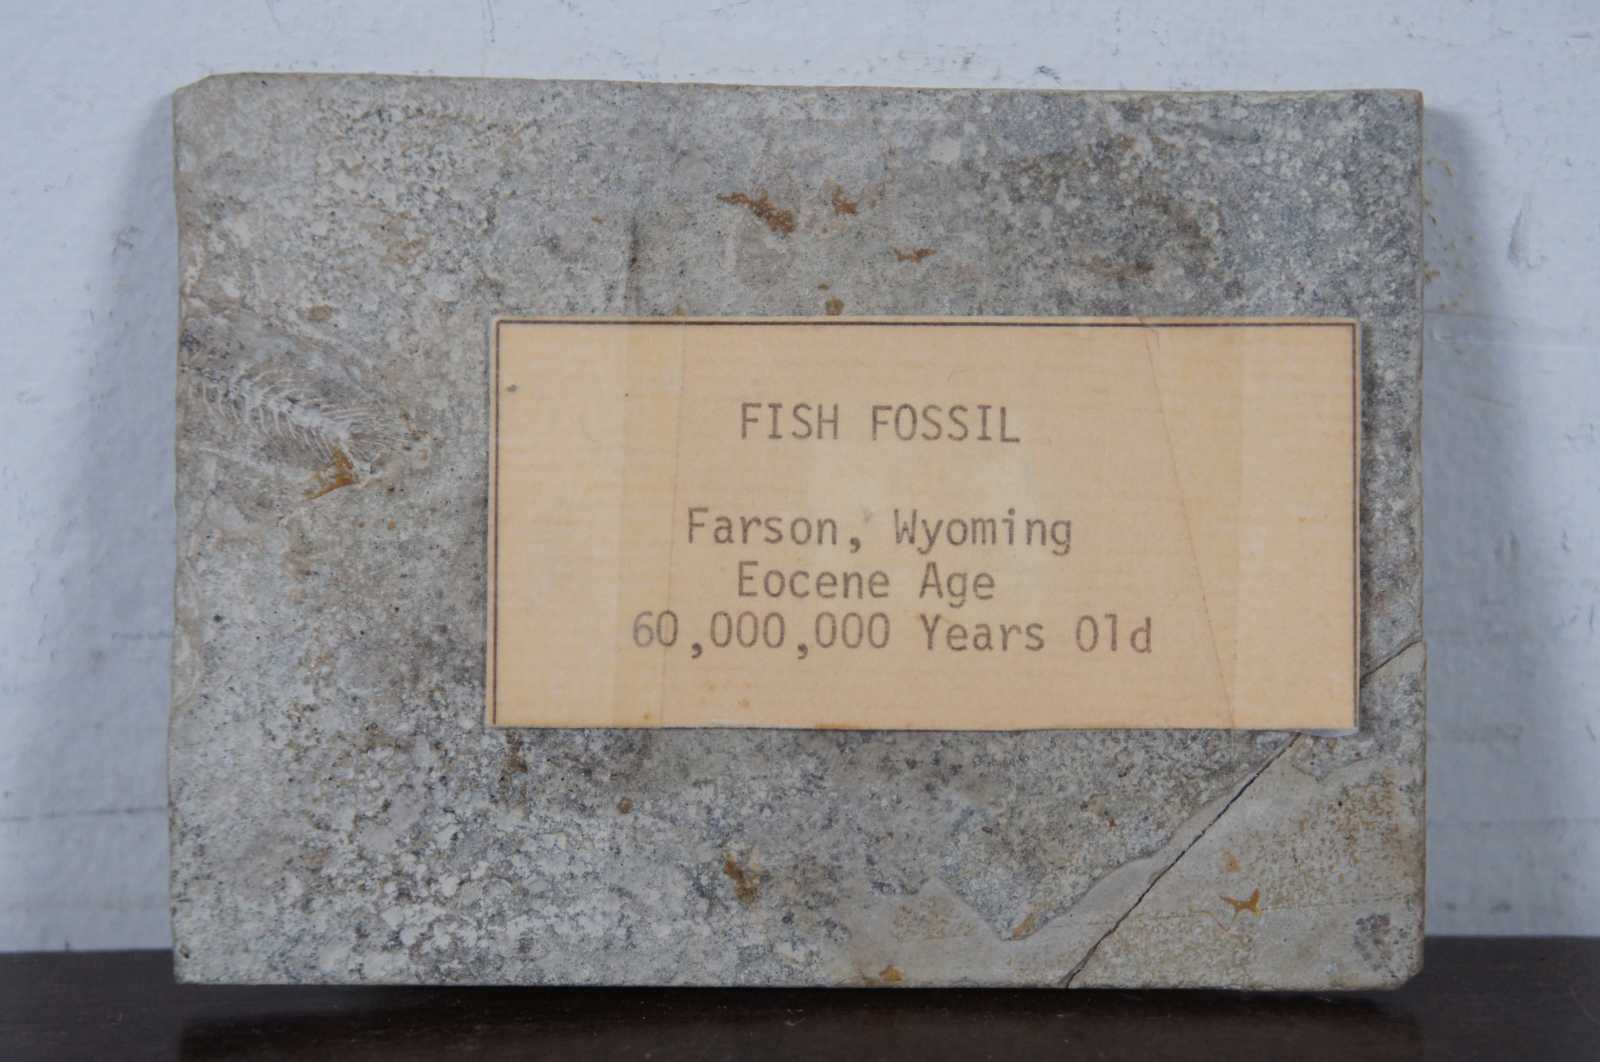 FISH FOSSIL
Farson, Wyoming
Eocene Age
60,000,000 Years Old